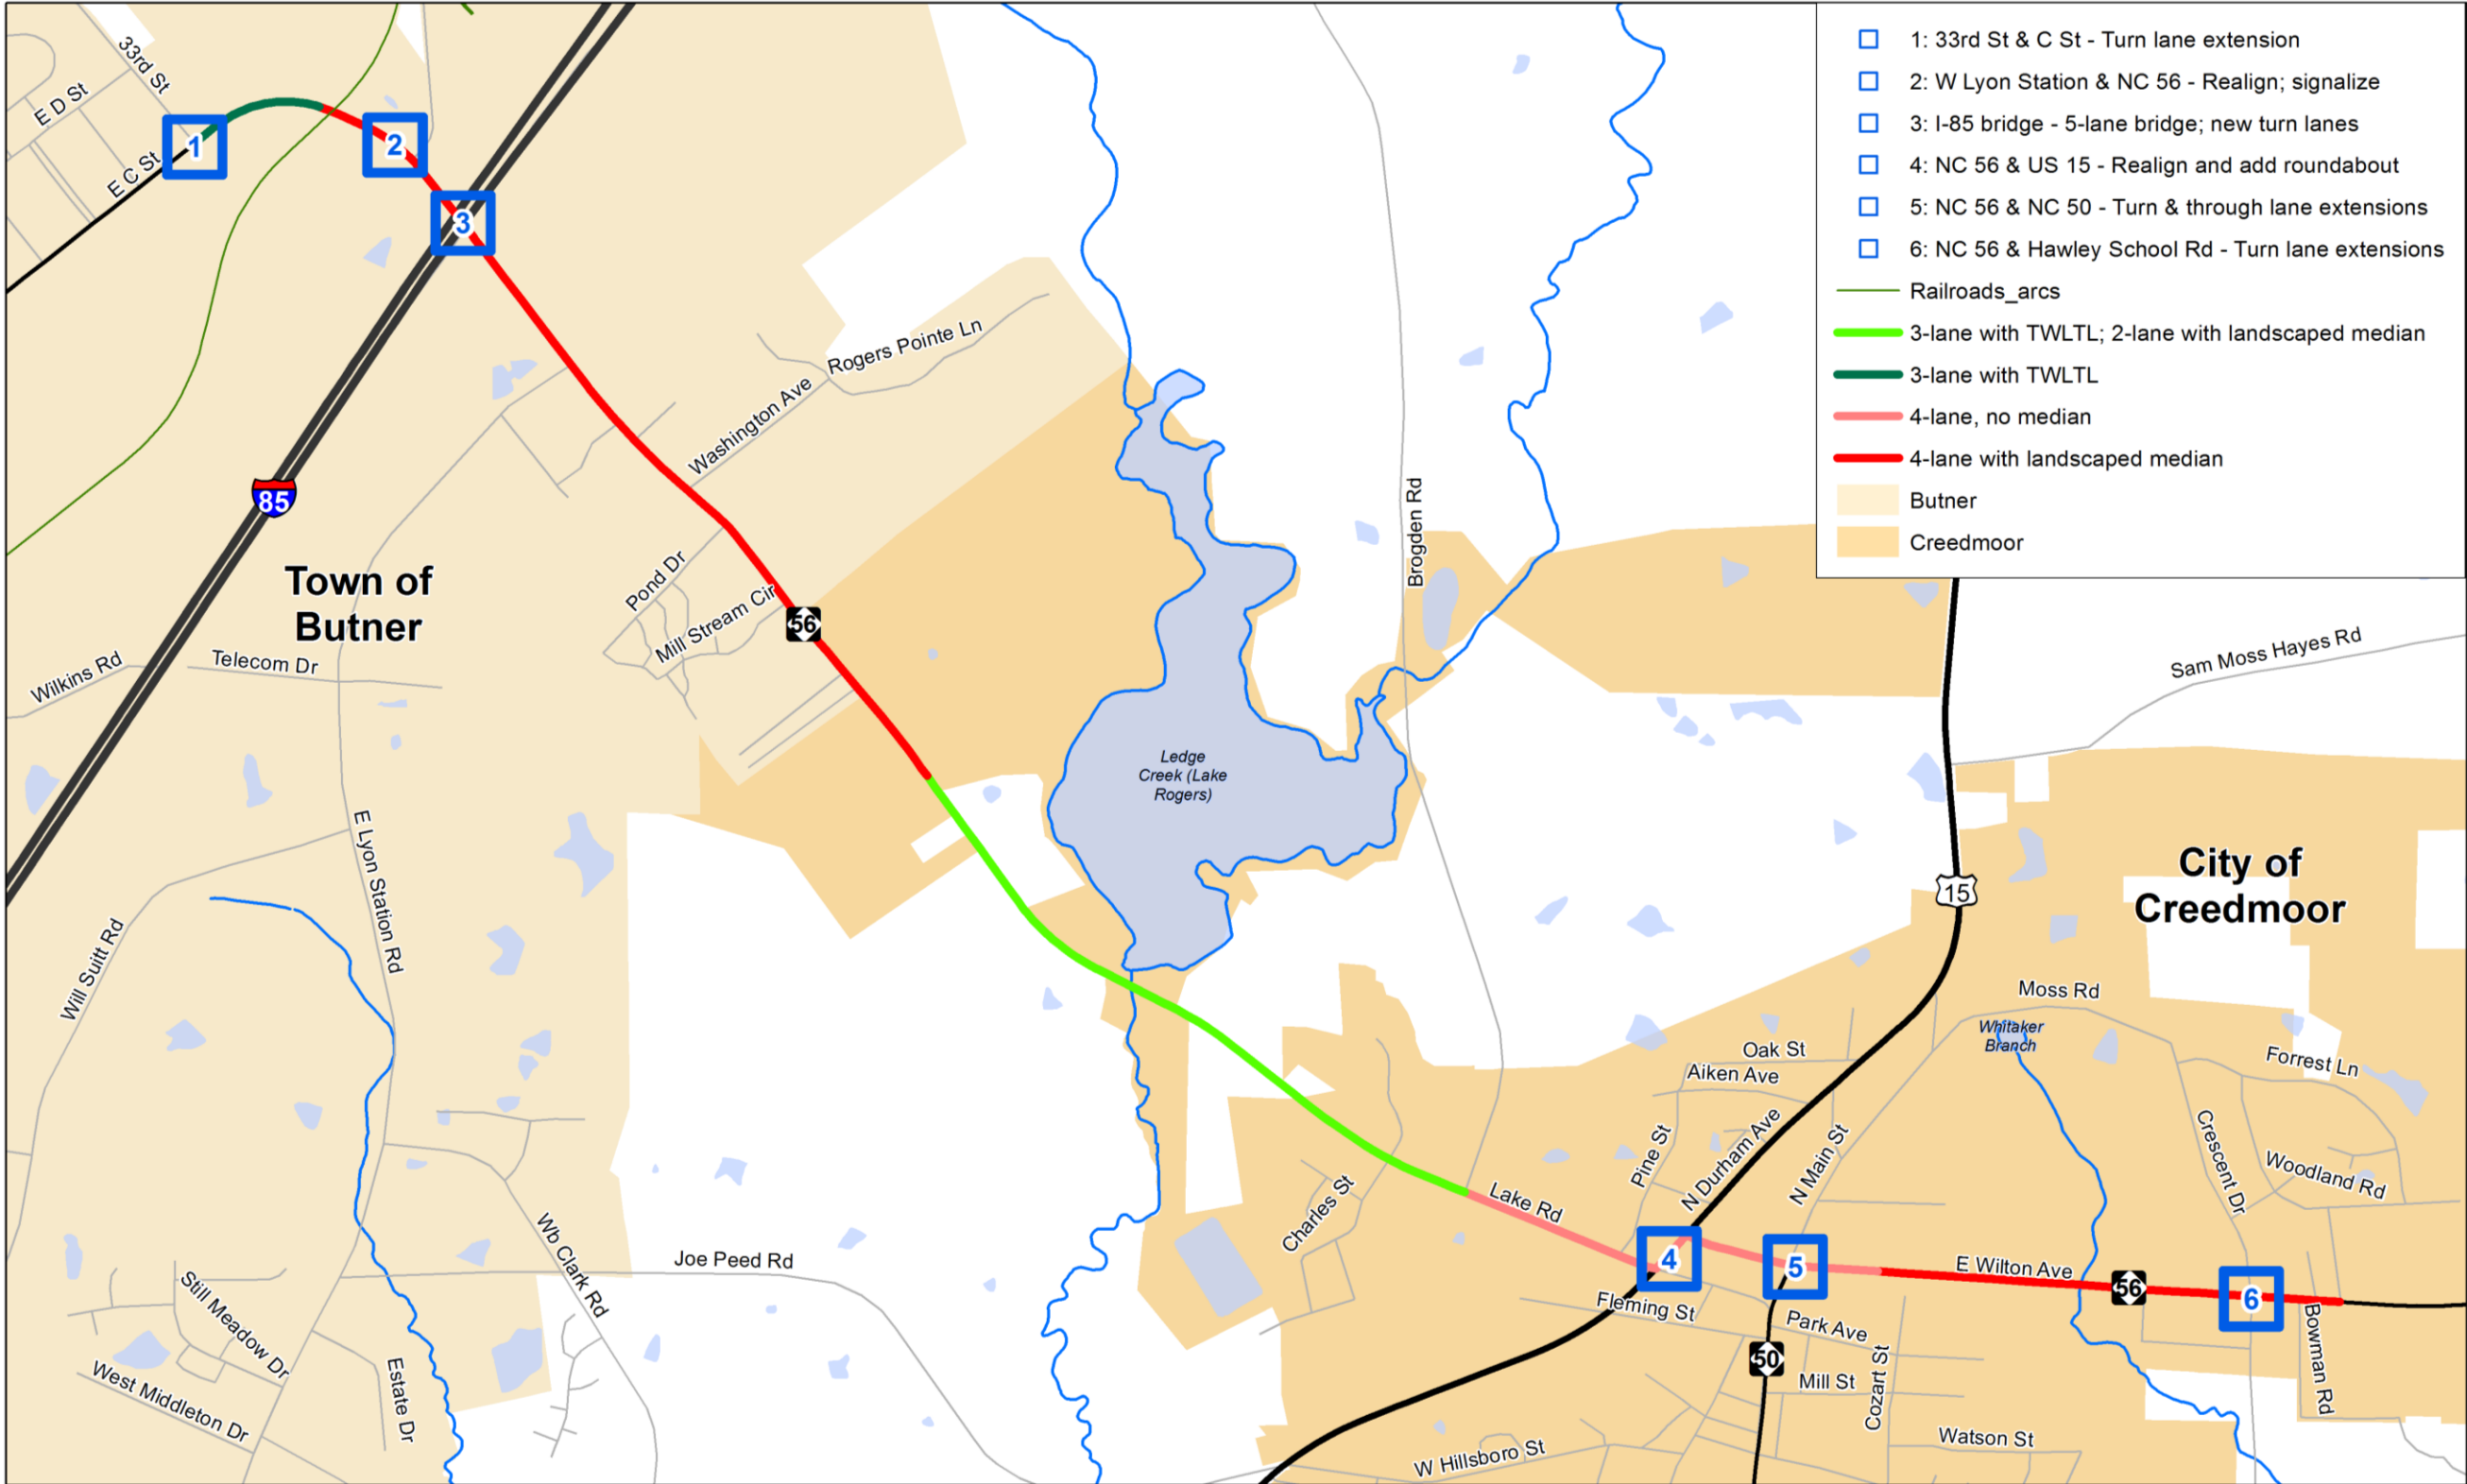 1: 33rd St & C St - Turn lane extension
2: W Lyon Station & NC 56 - Realign; signalize
3: I-85 bridge - 5-lane bridge; new turn lanes
4: NC 56 & US 15 - Realign and add roundabout
5: NC 56 & NC 50 - Turn & through lane extensions
6: NC 56 & Hawley School Rd - Turn lane extensions
Railroads_arcs
3-lane with TWLTL; 2-lane with landscaped median
3-lane with TWLTL
4-lane, no median
4-lane with landscaped median
Butner
Creedmoor
33rd St
E D St
E C St
1
2
3
Rogers Pointe Ln
Washington Ave
85
Brogden Rd
Town of
Butner
Pond Dr
Mill Stream Cir
56
Wilkins Rd
Telecom Dr
Sam Moss Hayes Rd
Ledge
Creek (Lake
Rogers)
E Lyon Station Rd
15
City of
Creedmoor
Will Suitt Rd
Moss Rd
Whitaker
Branch
Oak St
Aiken Ave
Forrest Ln
Pine St
N Durham Ave
N Main St
Crescent Dr
Woodland Rd
Lake Rd
Charles St
Wb Clark Rd
Joe Peed Rd
4
5
E Wilton Ave
56
6
Still Meadow Dr
Fleming St
Park Ave
Bowman Rd
50
Mill St
Cozart St
Estate Dr
West Middleton Dr
Watson St
W Hillsboro St